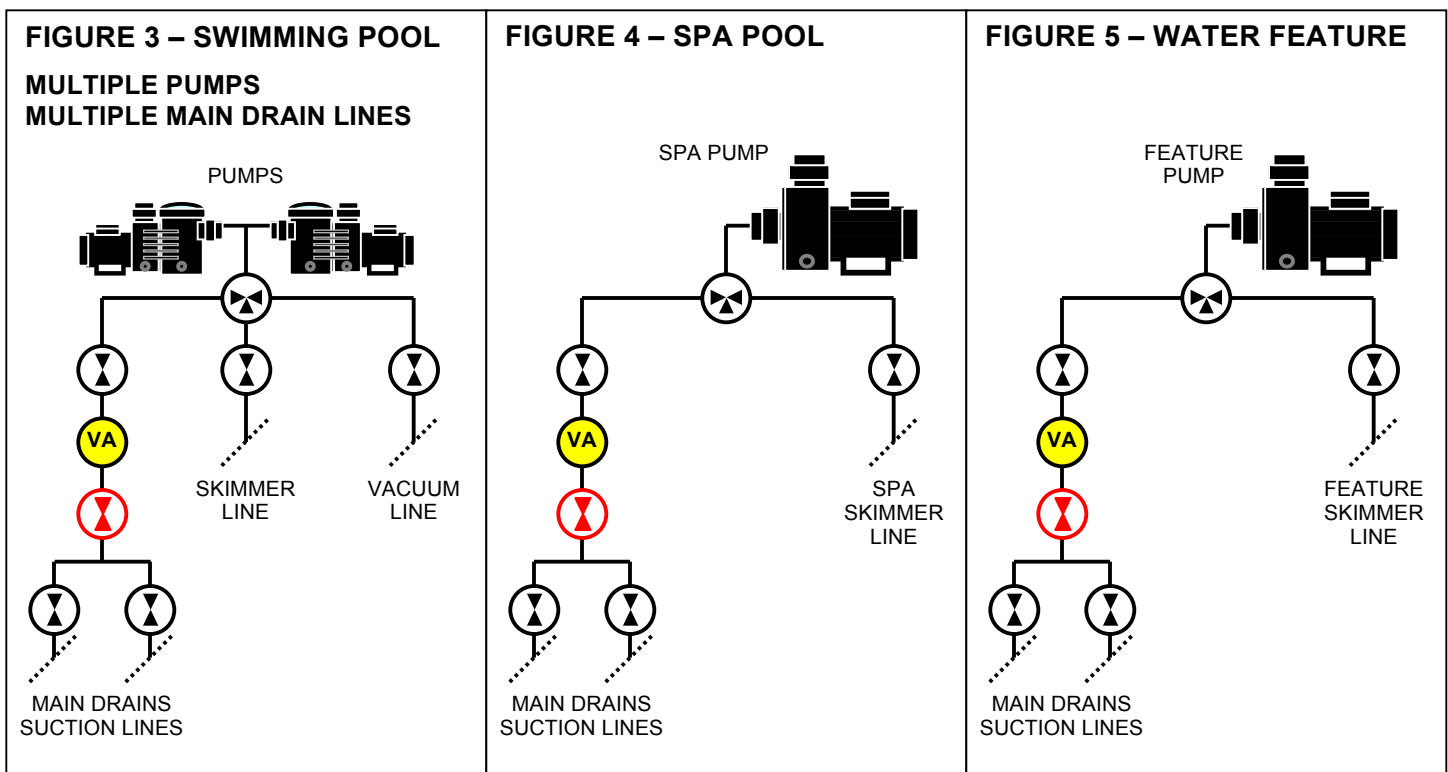 FIGURE 3 – SWIMMING POOL
MULTIPLE PUMPS
MULTIPLE MAIN DRAIN LINES
PUMPS
VA
SKIMMER
LINE
VACUUM
LINE
MAIN DRAINS
SUCTION LINES
FIGURE 4 – SPA POOL
SPA PUMP
VA
SPA
SKIMMER
LINE
MAIN DRAINS
SUCTION LINES
FIGURE 5 – WATER FEATURE
FEATURE
PUMP
VA
FEATURE
SKIMMER
LINE
MAIN DRAINS
SUCTION LINES